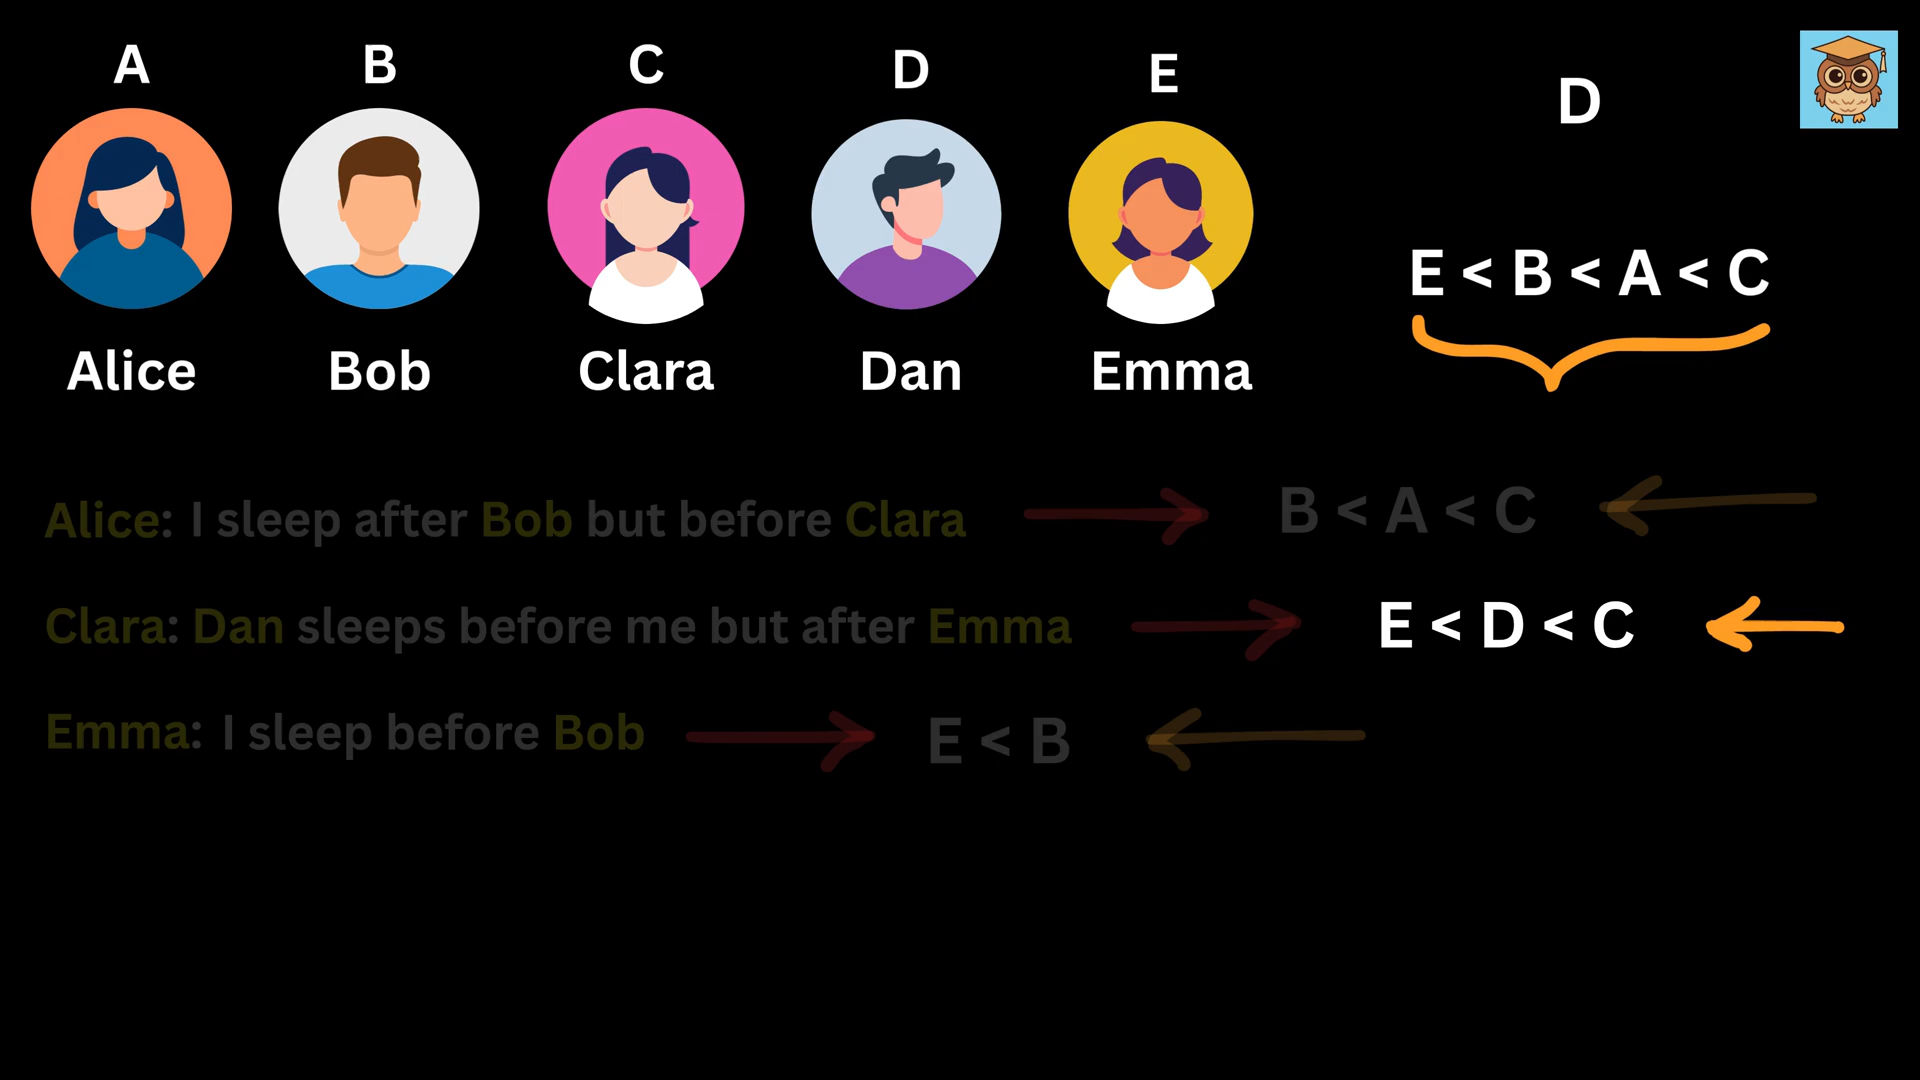 A B C D E
D
Alice Bob Clara Dan Emma
E < B < A < C
Alice: I sleep after Bob but before Clara
B < A < C
Clara: Dan sleeps before me but after Emma
E < D < C
Emma: I sleep before Bob
E < B